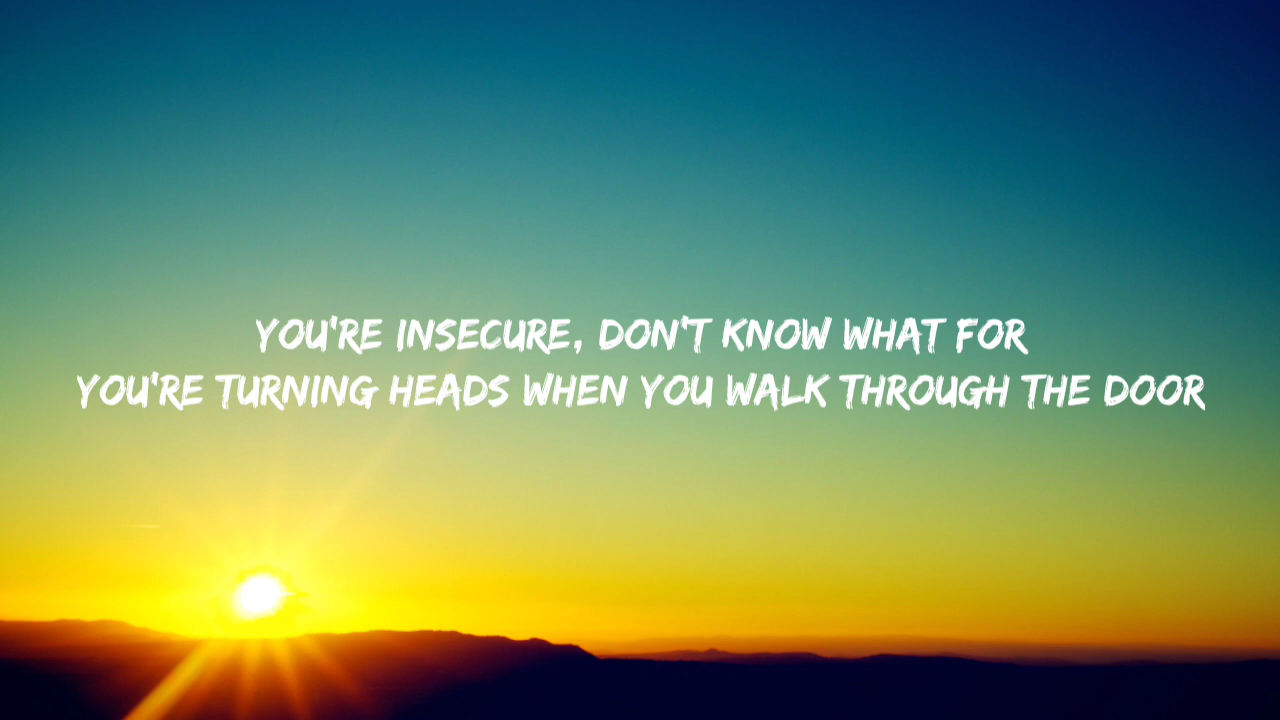 YOU'RE INSECURE, DON'T KNOW WHAT FOR
YOU'RE TURNING HEADS WHEN YOU WALK THROUGH THE DOOR